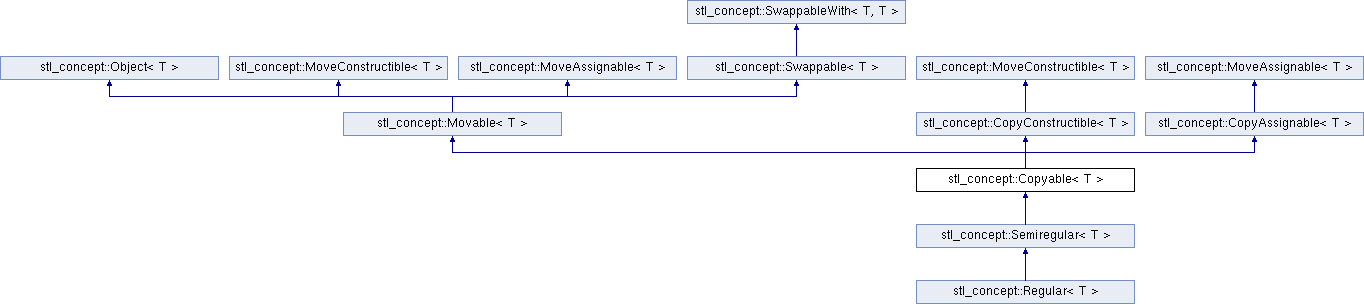 stl_concept::SwappableWith< T, T >
stl_concept::Object< T >
stl_concept::MoveConstructible< T >
stl_concept::MoveAssignable< T >
stl_concept::Swappable< T >
stl_concept::MoveConstructible< T >
stl_concept::MoveAssignable< T >
stl_concept::Movable< T >
stl_concept::CopyConstructible< T >
stl_concept::CopyAssignable< T >
stl_concept::Copyable< T >
stl_concept::Semiregular< T >
stl_concept::Regular< T >